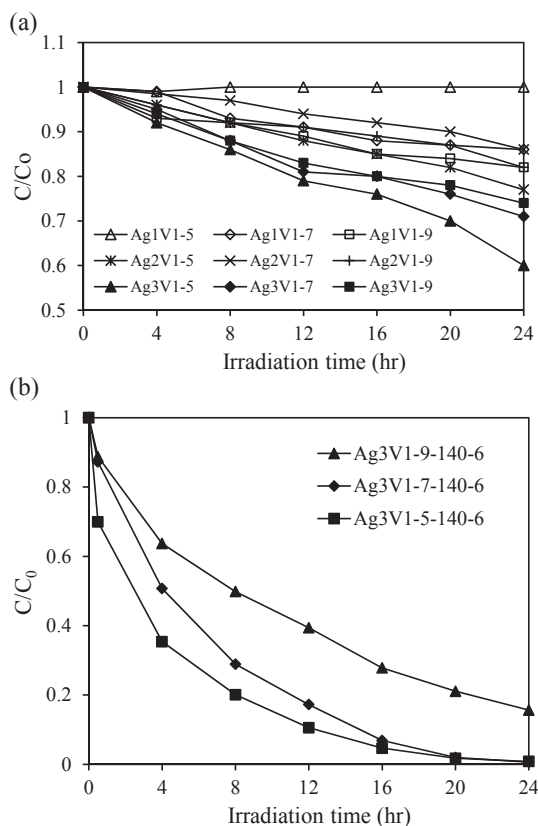 (a)
C/Co
1
0.9
0.8
0.7
0.6
0.5
Ag1V1-5 Ag1V1-7 Ag1V1-9
Ag2V1-5 Ag2V1-7 Ag2V1-9
Ag3V1-5 Ag3V1-7 Ag3V1-9
0 4 8 12 16 20 24
Irradiation time (hr)
(b)
C/C₀
1
0.8
0.6
0.4
0.2
0
Ag3V1-9-140-6
Ag3V1-7-140-6
Ag3V1-5-140-6
0 4 8 12 16 20 24
Irradiation time (hr)